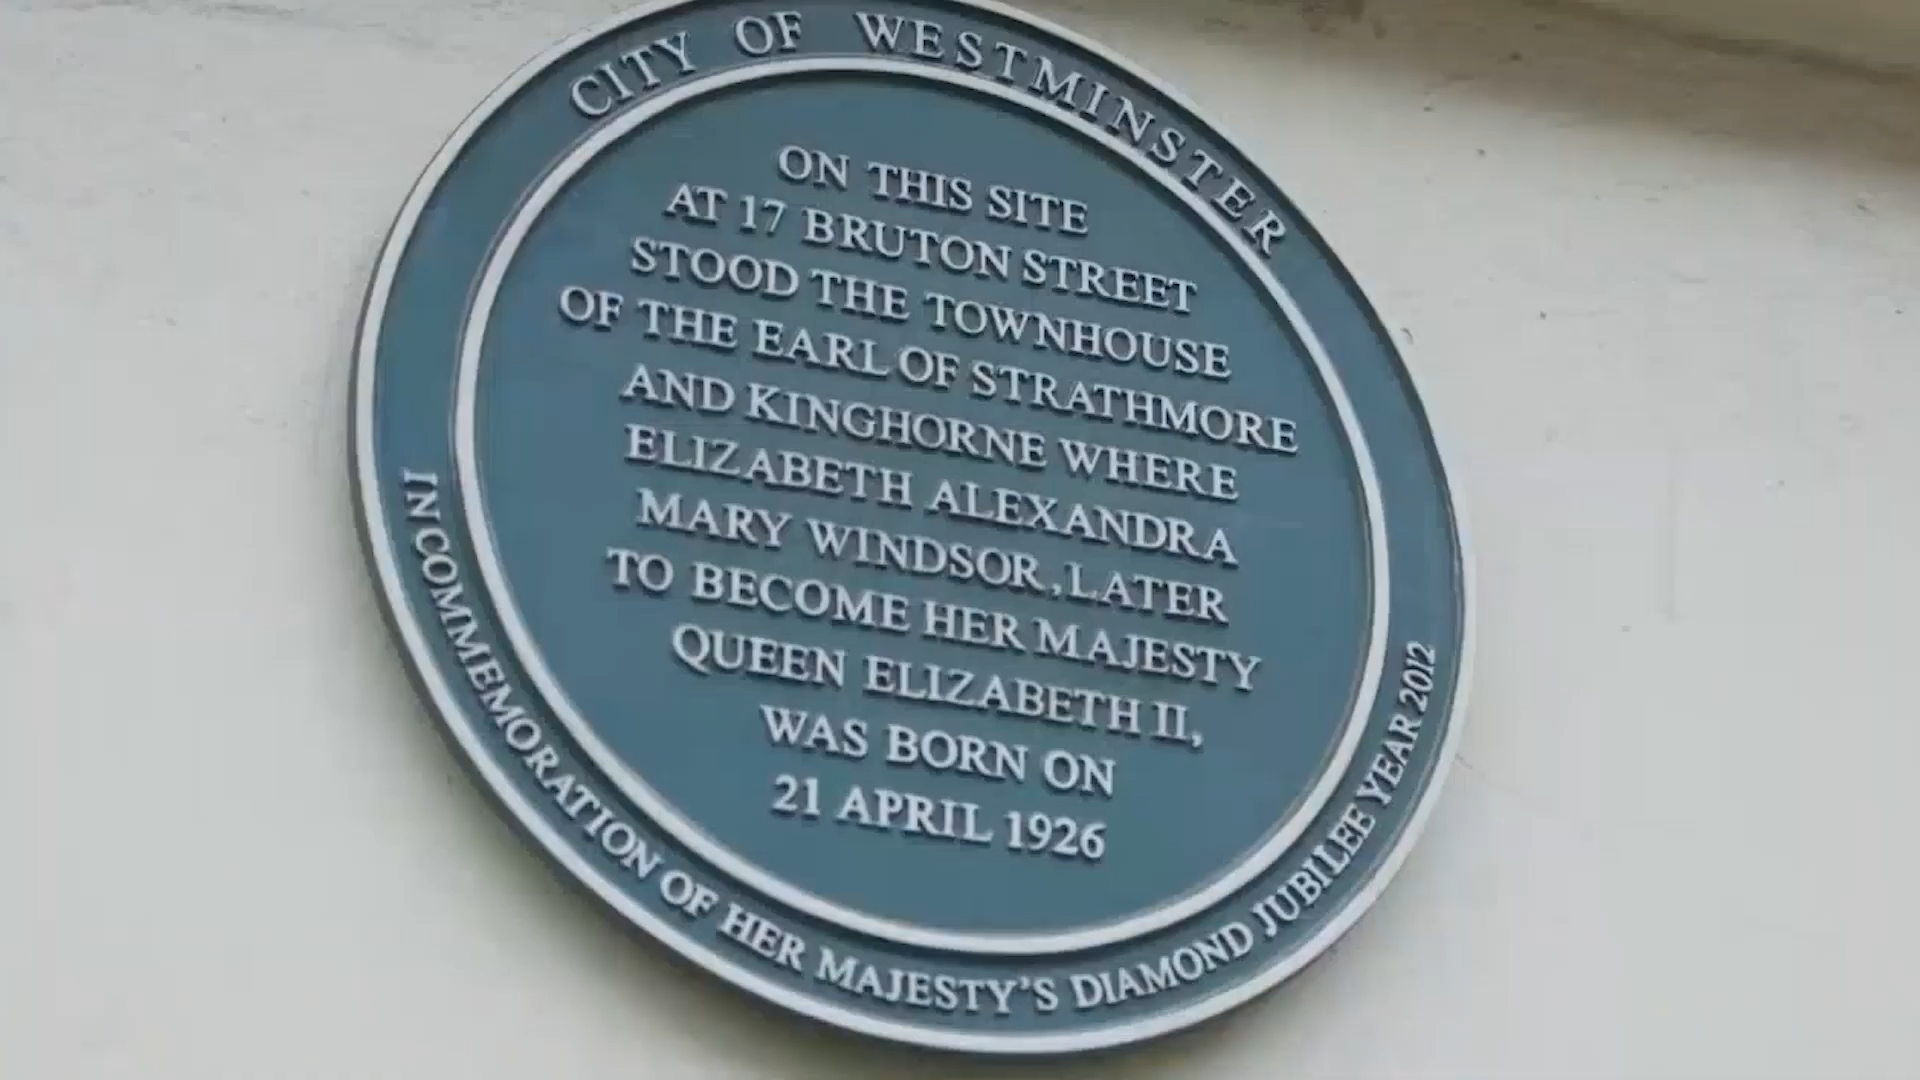 CITY OF WESTMINSTER
ON THIS SITE
AT 17 BRUTON STREET
STOOD THE TOWNHOUSE
OF THE EARL OF STRATHMORE
AND KINGHORNE WHERE
ELIZABETH ALEXANDRA
MARY WINDSOR, LATER
TO BECOME HER MAJESTY
QUEEN ELIZABETH II,
WAS BORN ON
21 APRIL 1926
IN COMMEMORATION OF HER MAJESTY'S DIAMOND JUBILEE YEAR 2012